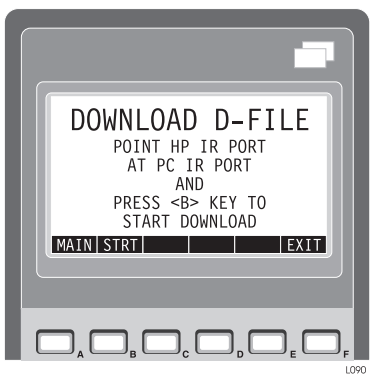 DOWNLOAD D-FILE
POINT HP IR PORT
AT PC IR PORT
AND
PRESS <B> KEY TO
START DOWNLOAD
MAIN STRT EXIT
A B C D E F
L090